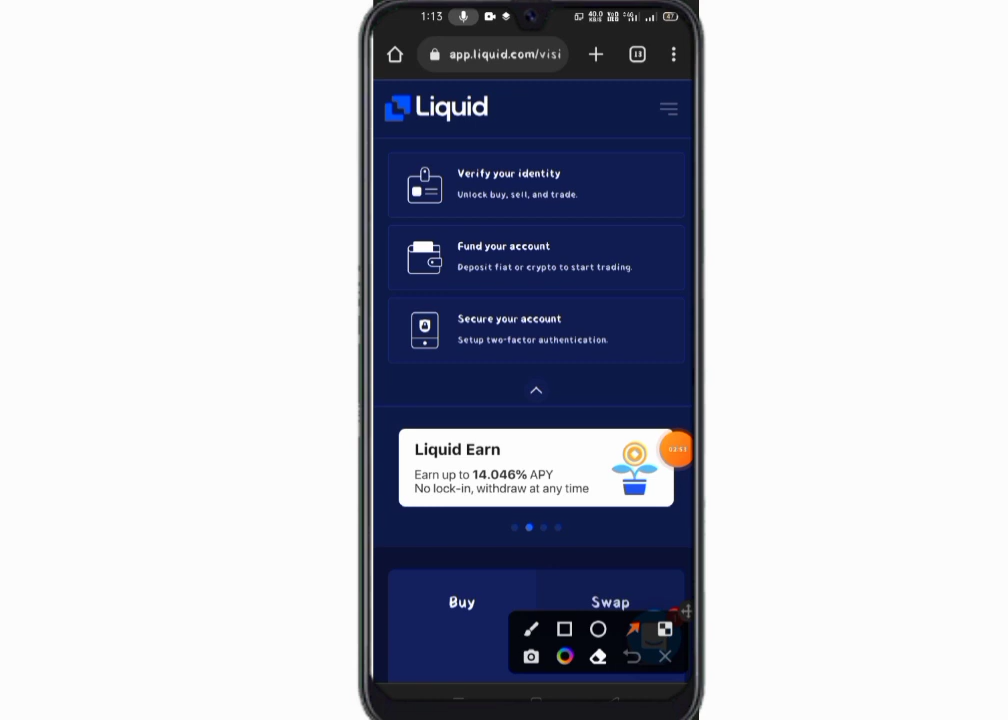 1:13
app.liquid.com/visi
Liquid
Verify your identity
Unlock buy, sell, and trade.
Fund your account
Deposit fiat or crypto to start trading.
Secure your account
Setup two-factor authentication.
Liquid Earn
Earn up to 14.046% APY
No lock-in, withdraw at any time
Buy
Swap